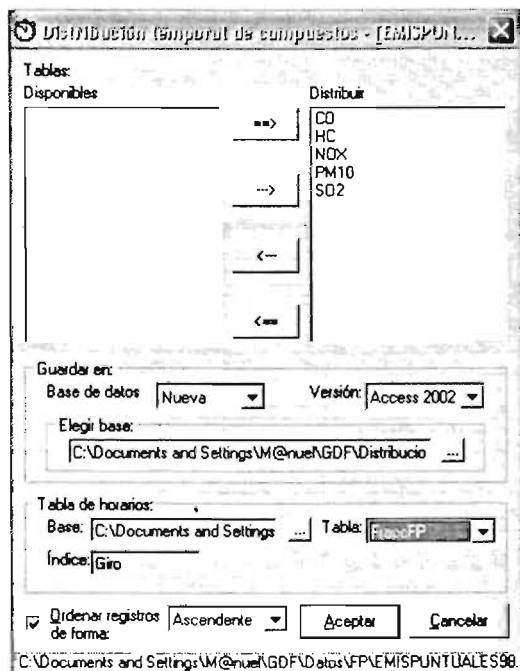 Distribución temporal de compuestos - [EMISPUNT...
Tablas:
Disponibles
Distribuir
==>
-->
<--
<==
CO
HC
NOX
PM10
SO2
Guardar en:
Base de datos Nueva Versión: Access 2002
Elegir base:
C:\Documents and Settings\M@nuel\GDF\Distribucio ...
Tabla de horarios:
Base: C:\Documents and Settings ... Tabla: FraccFP
Índice: Giro
Ordenar registros de forma: Ascendente Aceptar Cancelar
C:\Documents and Settings\M@nuel\GDF\Datos\FP\EMISPUNTUALES98